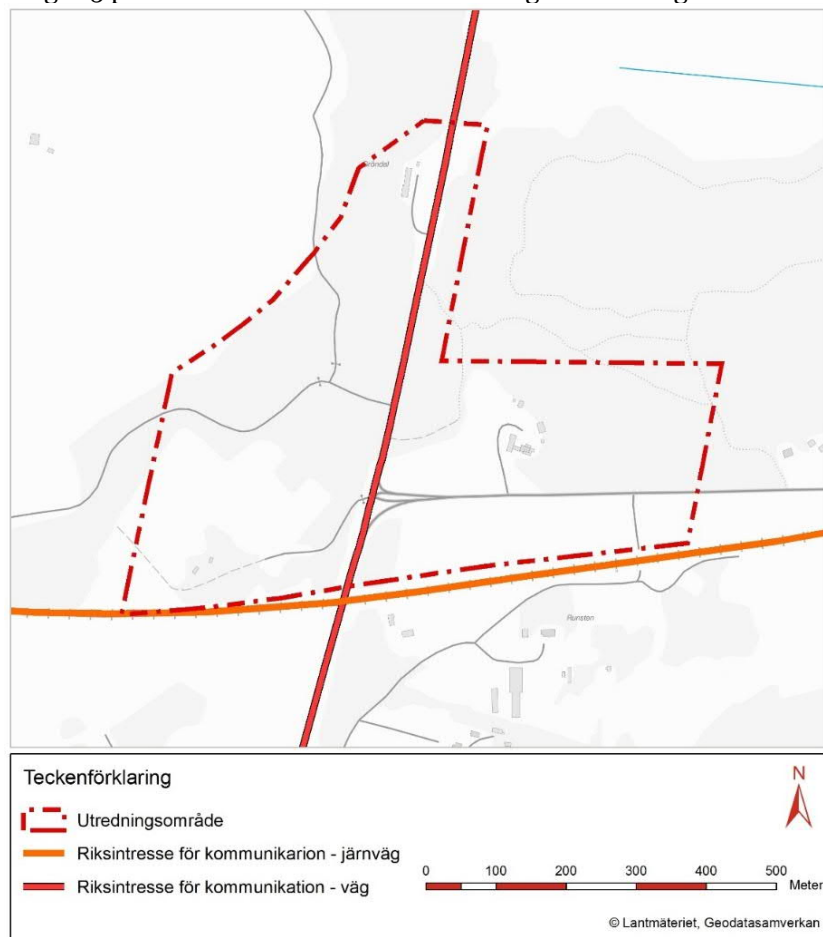 Gröndal
Runsten
Teckenförklaring
Utredningsområde
Riksintresse för kommunikarion - järnväg
Riksintresse för kommunikation - väg
N
0 100 200 300 400 500
Meter
© Lantmäteriet, Geodatasamverkan